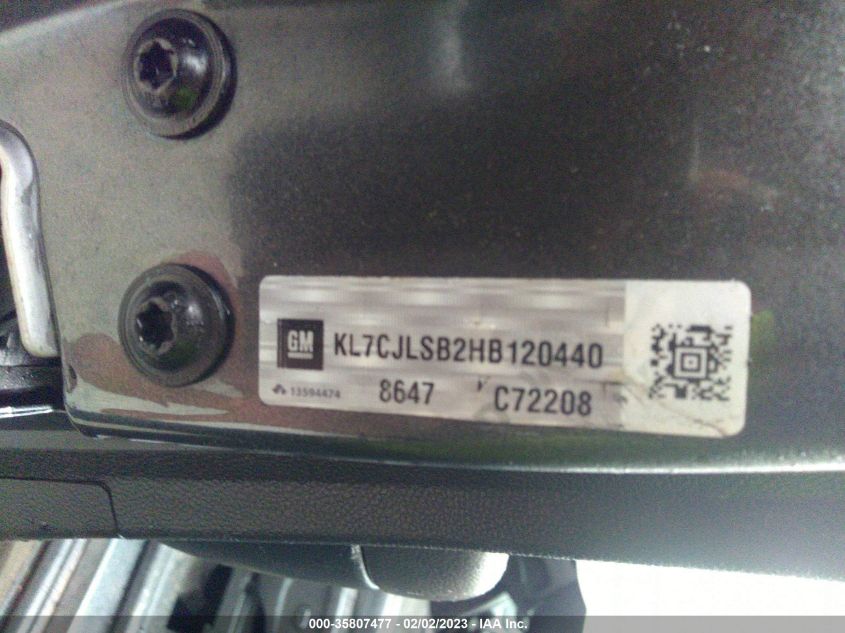 GM
KL7CJLSB2HB120440
13594474 8647 C72208
000-35807477 - 02/02/2023 - IAA Inc.